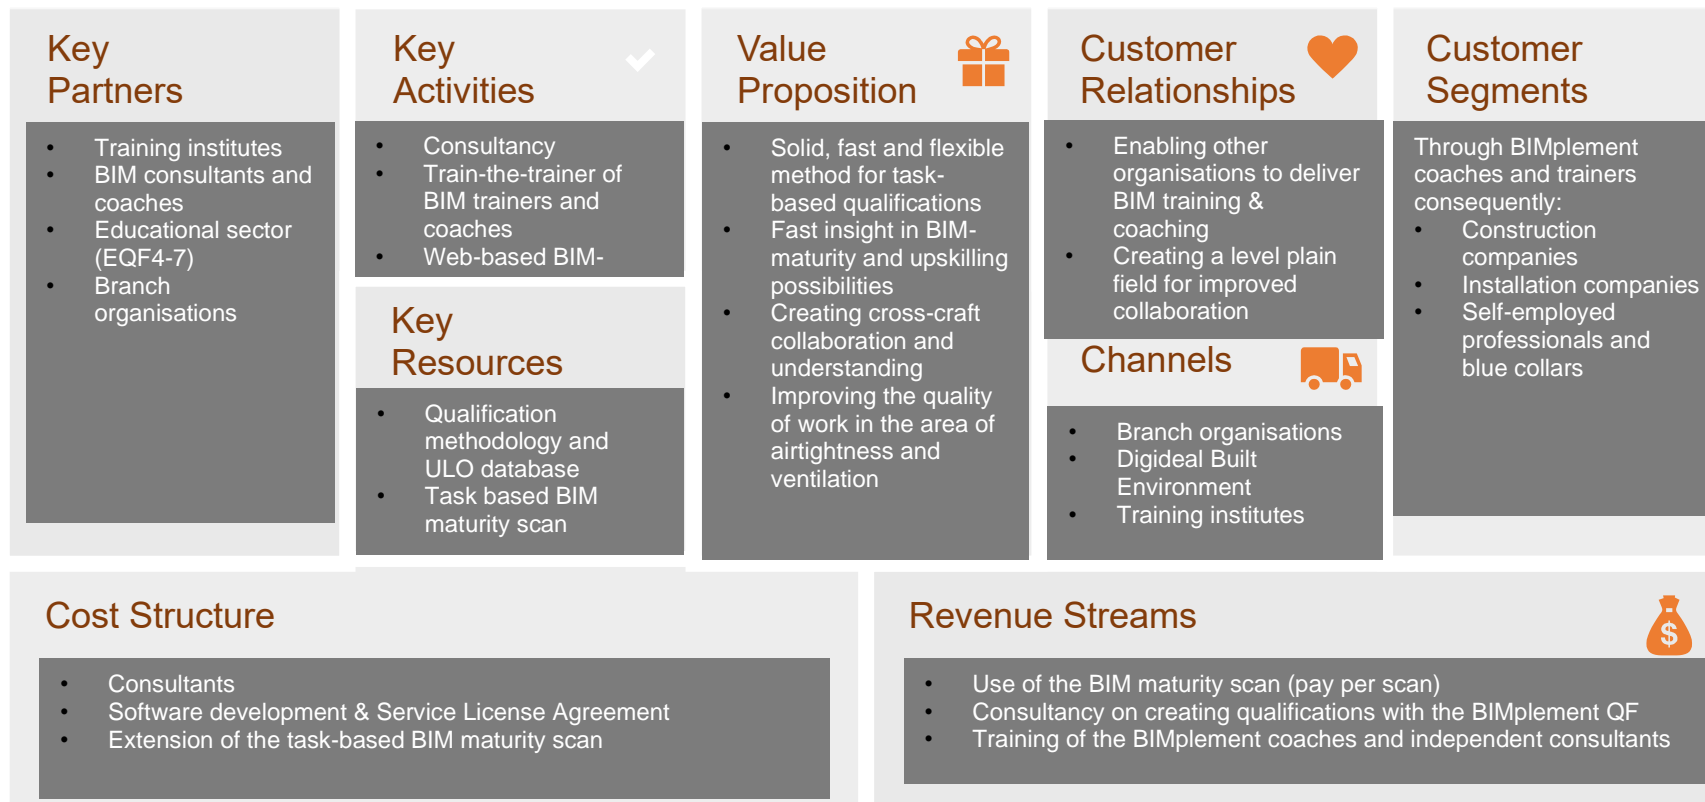 Key
Partners
• Training institutes
• BIM consultants and
coaches
• Educational sector
(EQF4-7)
• Branch
organisations
Key
Activities
• Consultancy
• Train-the-trainer of
BIM trainers and
coaches
• Web-based BIM-
Key
Resources
• Qualification
methodology and
ULO database
• Task based BIM
maturity scan
Value
Proposition
• Solid, fast and flexible
method for task-
based qualifications
• Fast insight in BIM-
maturity and upskilling
possibilities
• Creating cross-craft
collaboration and
understanding
• Improving the quality
of work in the area of
airtightness and
ventilation
Customer
Relationships
• Enabling other
organisations to deliver
BIM training &
coaching
• Creating a level plain
field for improved
collaboration
Channels
• Branch organisations
• Digideal Built
Environment
• Training institutes
Customer
Segments
Through BIMplement
coaches and trainers
consequently:
• Construction
companies
• Installation companies
• Self-employed
professionals and
blue collars
Cost Structure
• Consultants
• Software development & Service License Agreement
• Extension of the task-based BIM maturity scan
Revenue Streams
$
• Use of the BIM maturity scan (pay per scan)
• Consultancy on creating qualifications with the BIMplement QF
• Training of the BIMplement coaches and independent consultants